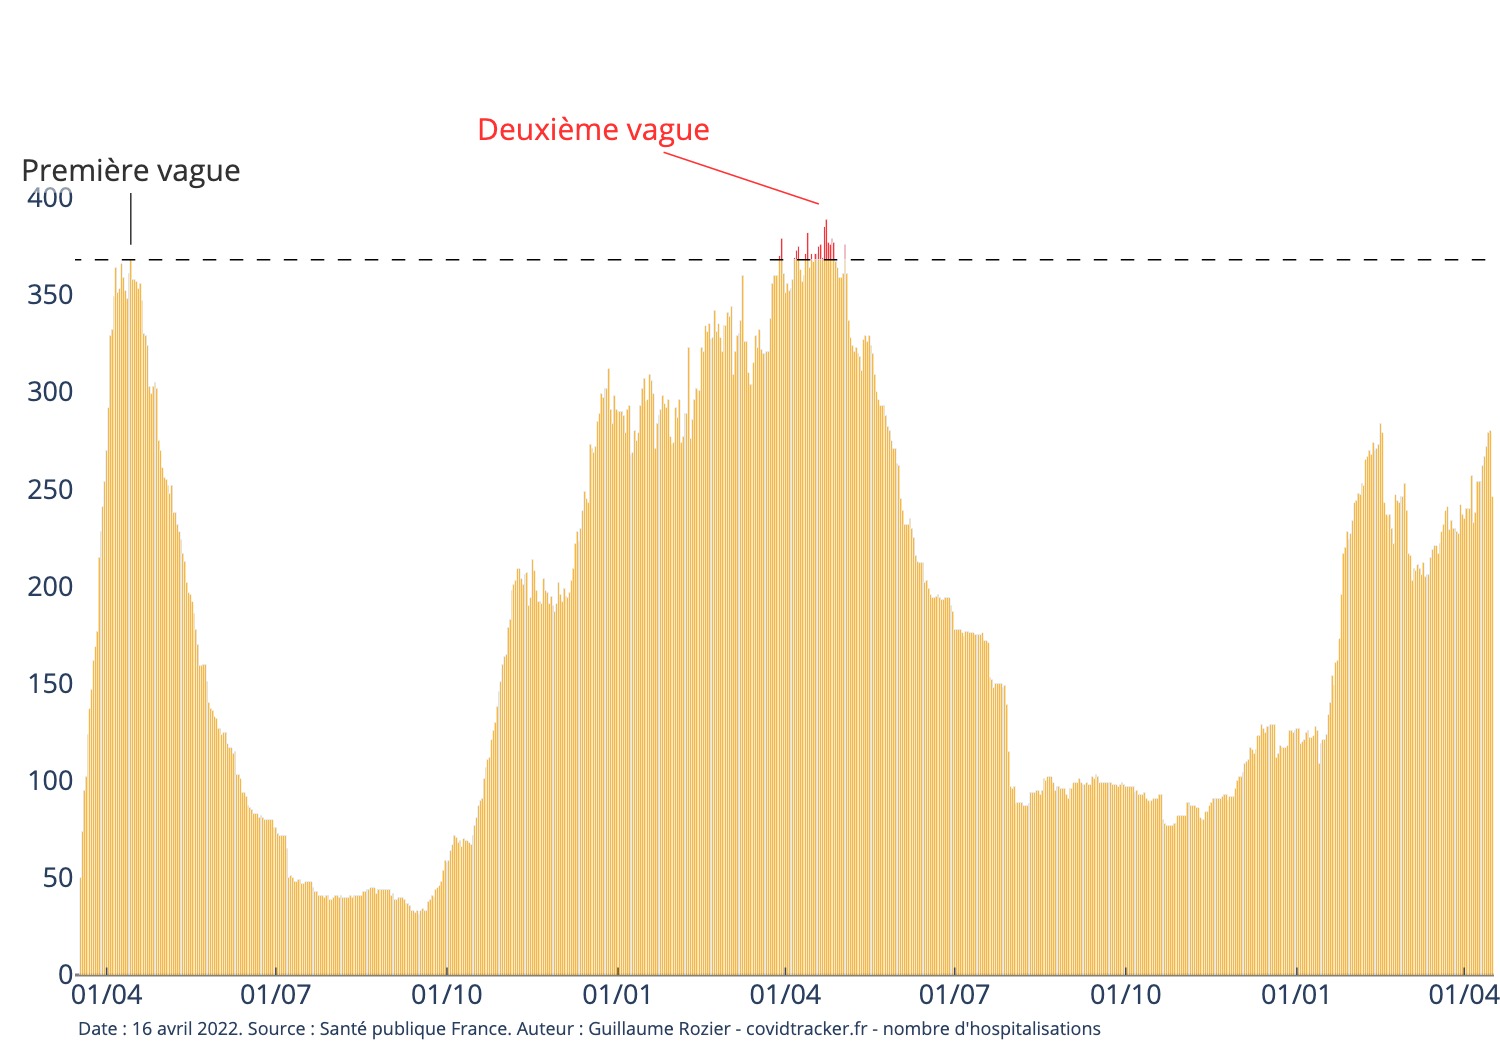 Deuxième vague
Première vague
400
350
300
250
200
150
100
50
0
01/04 01/07 01/10 01/01 01/04 01/07 01/10 01/01 01/04
Date : 16 avril 2022. Source : Santé publique France. Auteur : Guillaume Rozier - covidtracker.fr - nombre d'hospitalisations